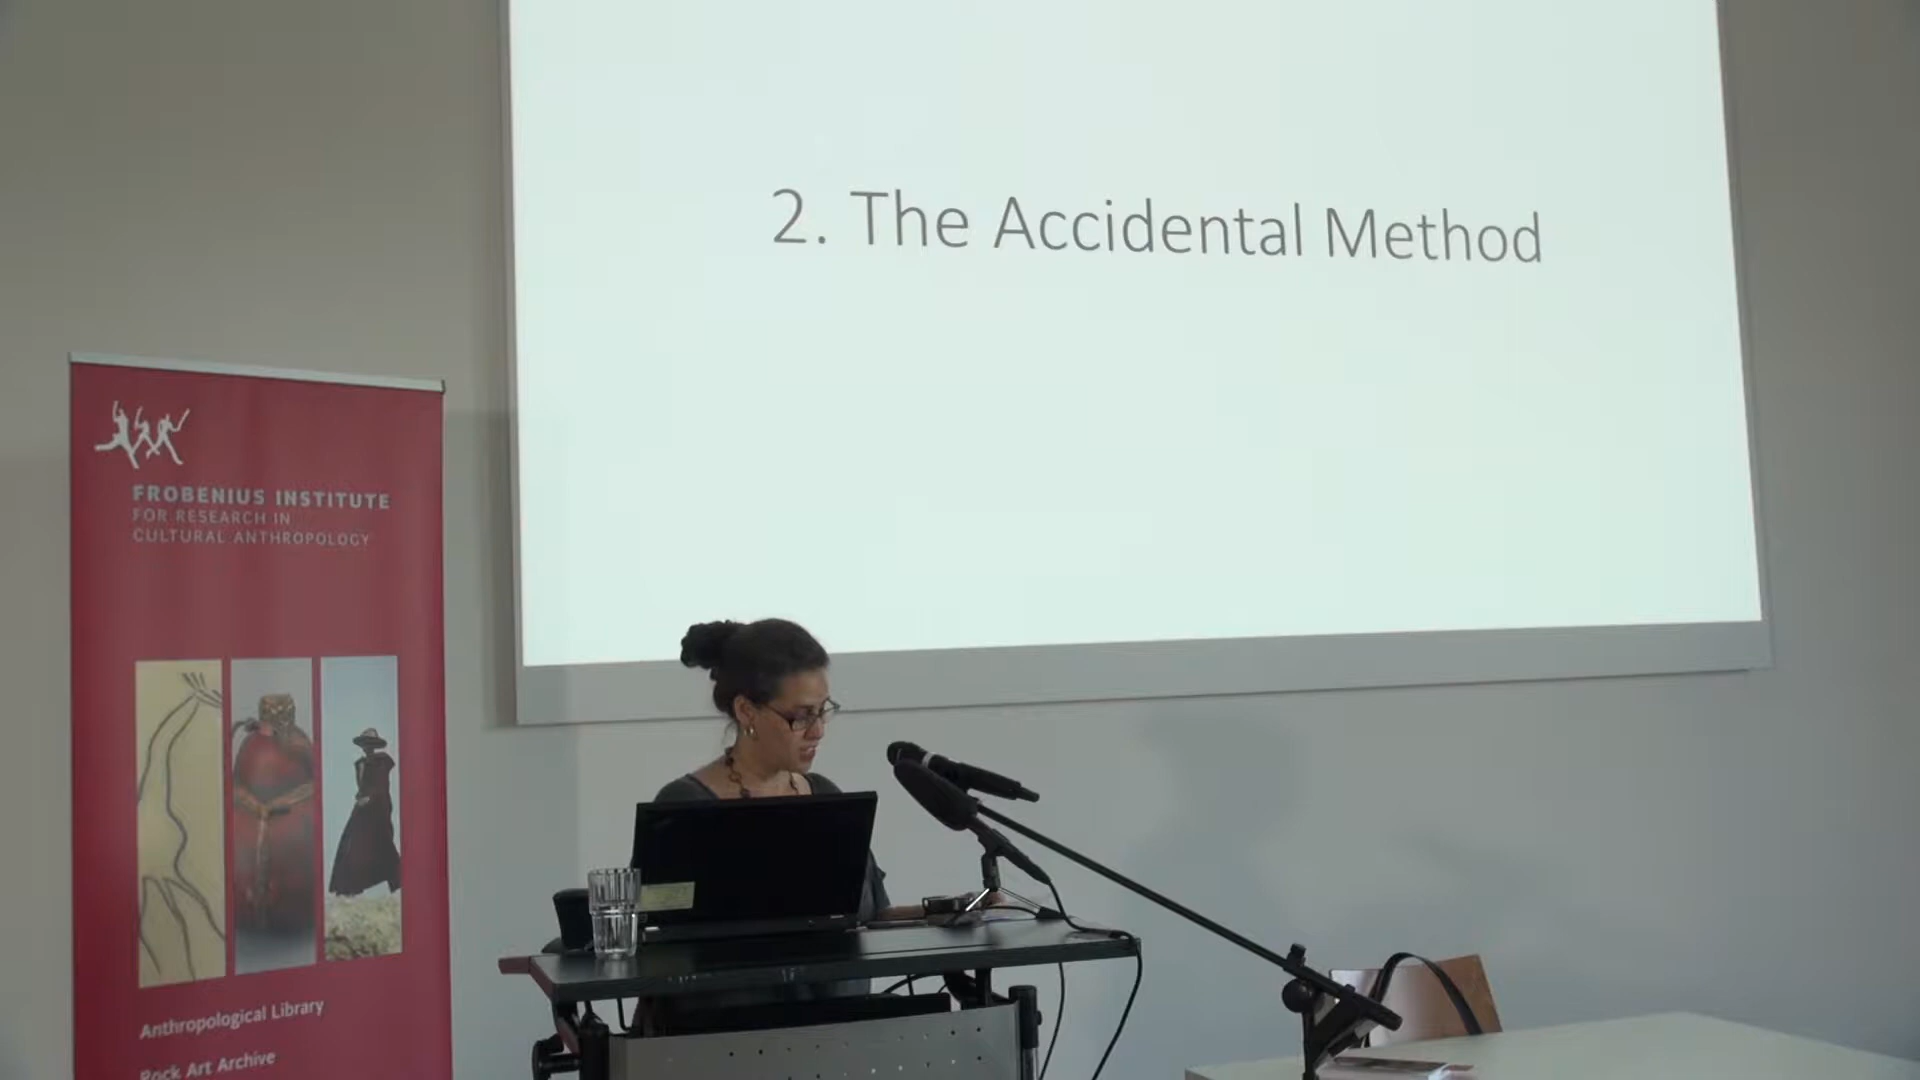 2. The Accidental Method
FROBENIUS INSTITUTE
FOR RESEARCH IN
CULTURAL ANTHROPOLOGY
Anthropological Library
Rock Art Archive